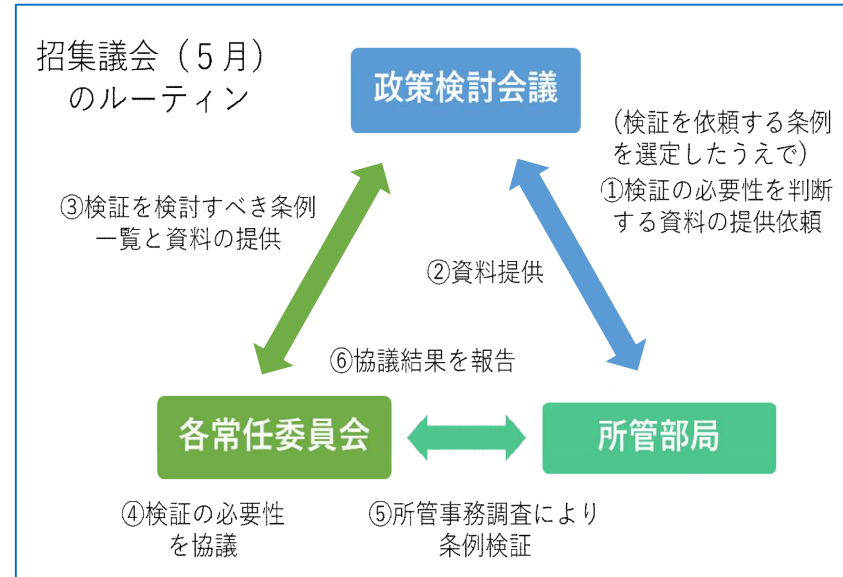 招集議会（５月）
のルーティン
政策検討会議
（検証を依頼する条例
を選定したうえで）
①検証の必要性を判断
する資料の提供依頼
③検証を検討すべき条例
一覧と資料の提供
②資料提供
⑥協議結果を報告
各常任委員会
所管部局
④検証の必要性
を協議
⑤所管事務調査により
条例検証